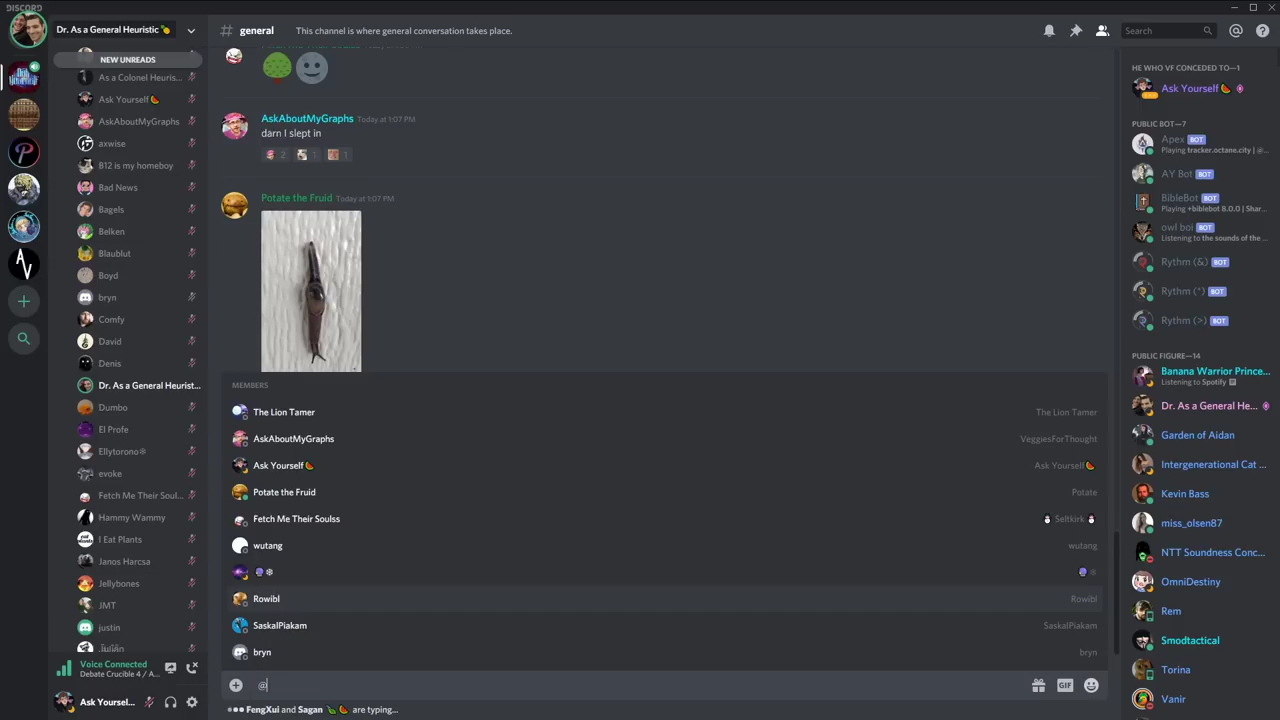 DISCORD
Dr. As a General Heuristic
# general
This channel is where general conversation takes place.
Search
NEW UNREADS
As a Colonel Heuris...
Ask Yourself
AskAboutMyGraphs
axwise
B12 is my homeboy
Bad News
Bagels
Belken
Blaublut
Boyd
bryn
Comfy
David
Denis
Dr. As a General Heurist...
Dumbo
El Profe
Ellytorono❄
evoke
Fetch Me Their Soul...
Hammy Wammy
I Eat Plants
Janos Harcsa
Jellybones
JMT
justin
Voice Connected
Debate Crucible 4 / A...
Ask Yoursel...
AskAboutMyGraphs Today at 1:07 PM
darn I slept in
2 1 1
Potate the Fruid Today at 1:07 PM
MEMBERS
The Lion Tamer The Lion Tamer
AskAboutMyGraphs VeggiesForThought
Ask Yourself Ask Yourself
Potate the Fruid Potate
Fetch Me Their Soulss Seltkirk
wutang wutang
Rowibl Rowibl
SaskalPiakam SaskalPiakam
bryn bryn
@
GIF
FengXui and Sagan are typing...
HE WHO VF CONCEDED TO—1
Ask Yourself
PUBLIC BOT—7
Apex BOT
Playing tracker.octane.city | @...
AY Bot BOT
BibleBot BOT
Playing +biblebot 8.0.0 | Shar...
owl boi BOT
Listening to the sounds of the ...
Rythm (&) BOT
Rythm (*) BOT
Rythm (>) BOT
PUBLIC FIGURE—14
Banana Warrior Prince...
Listening to Spotify
Dr. As a General He...
Garden of Aidan
Intergenerational Cat ...
Kevin Bass
miss_olsen87
NTT Soundness Conc...
OmniDestiny
Rem
Smodtactical
Torina
Vanir